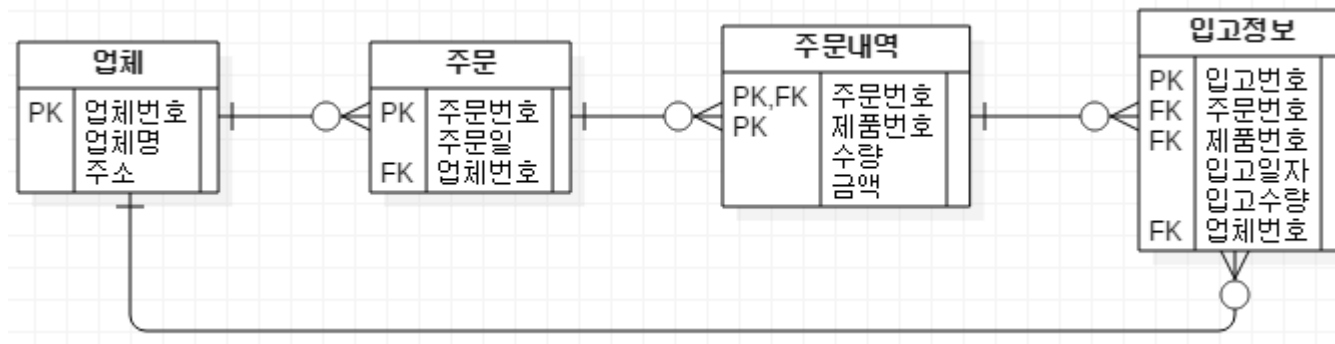 업체
PK 업체번호
업체명
주소
주문
PK 주문번호
주문일
FK 업체번호
주문내역
PK,FK 주문번호
PK 제품번호
수량
금액
입고정보
PK 입고번호
FK 주문번호
FK 제품번호
입고일자
입고수량
FK 업체번호